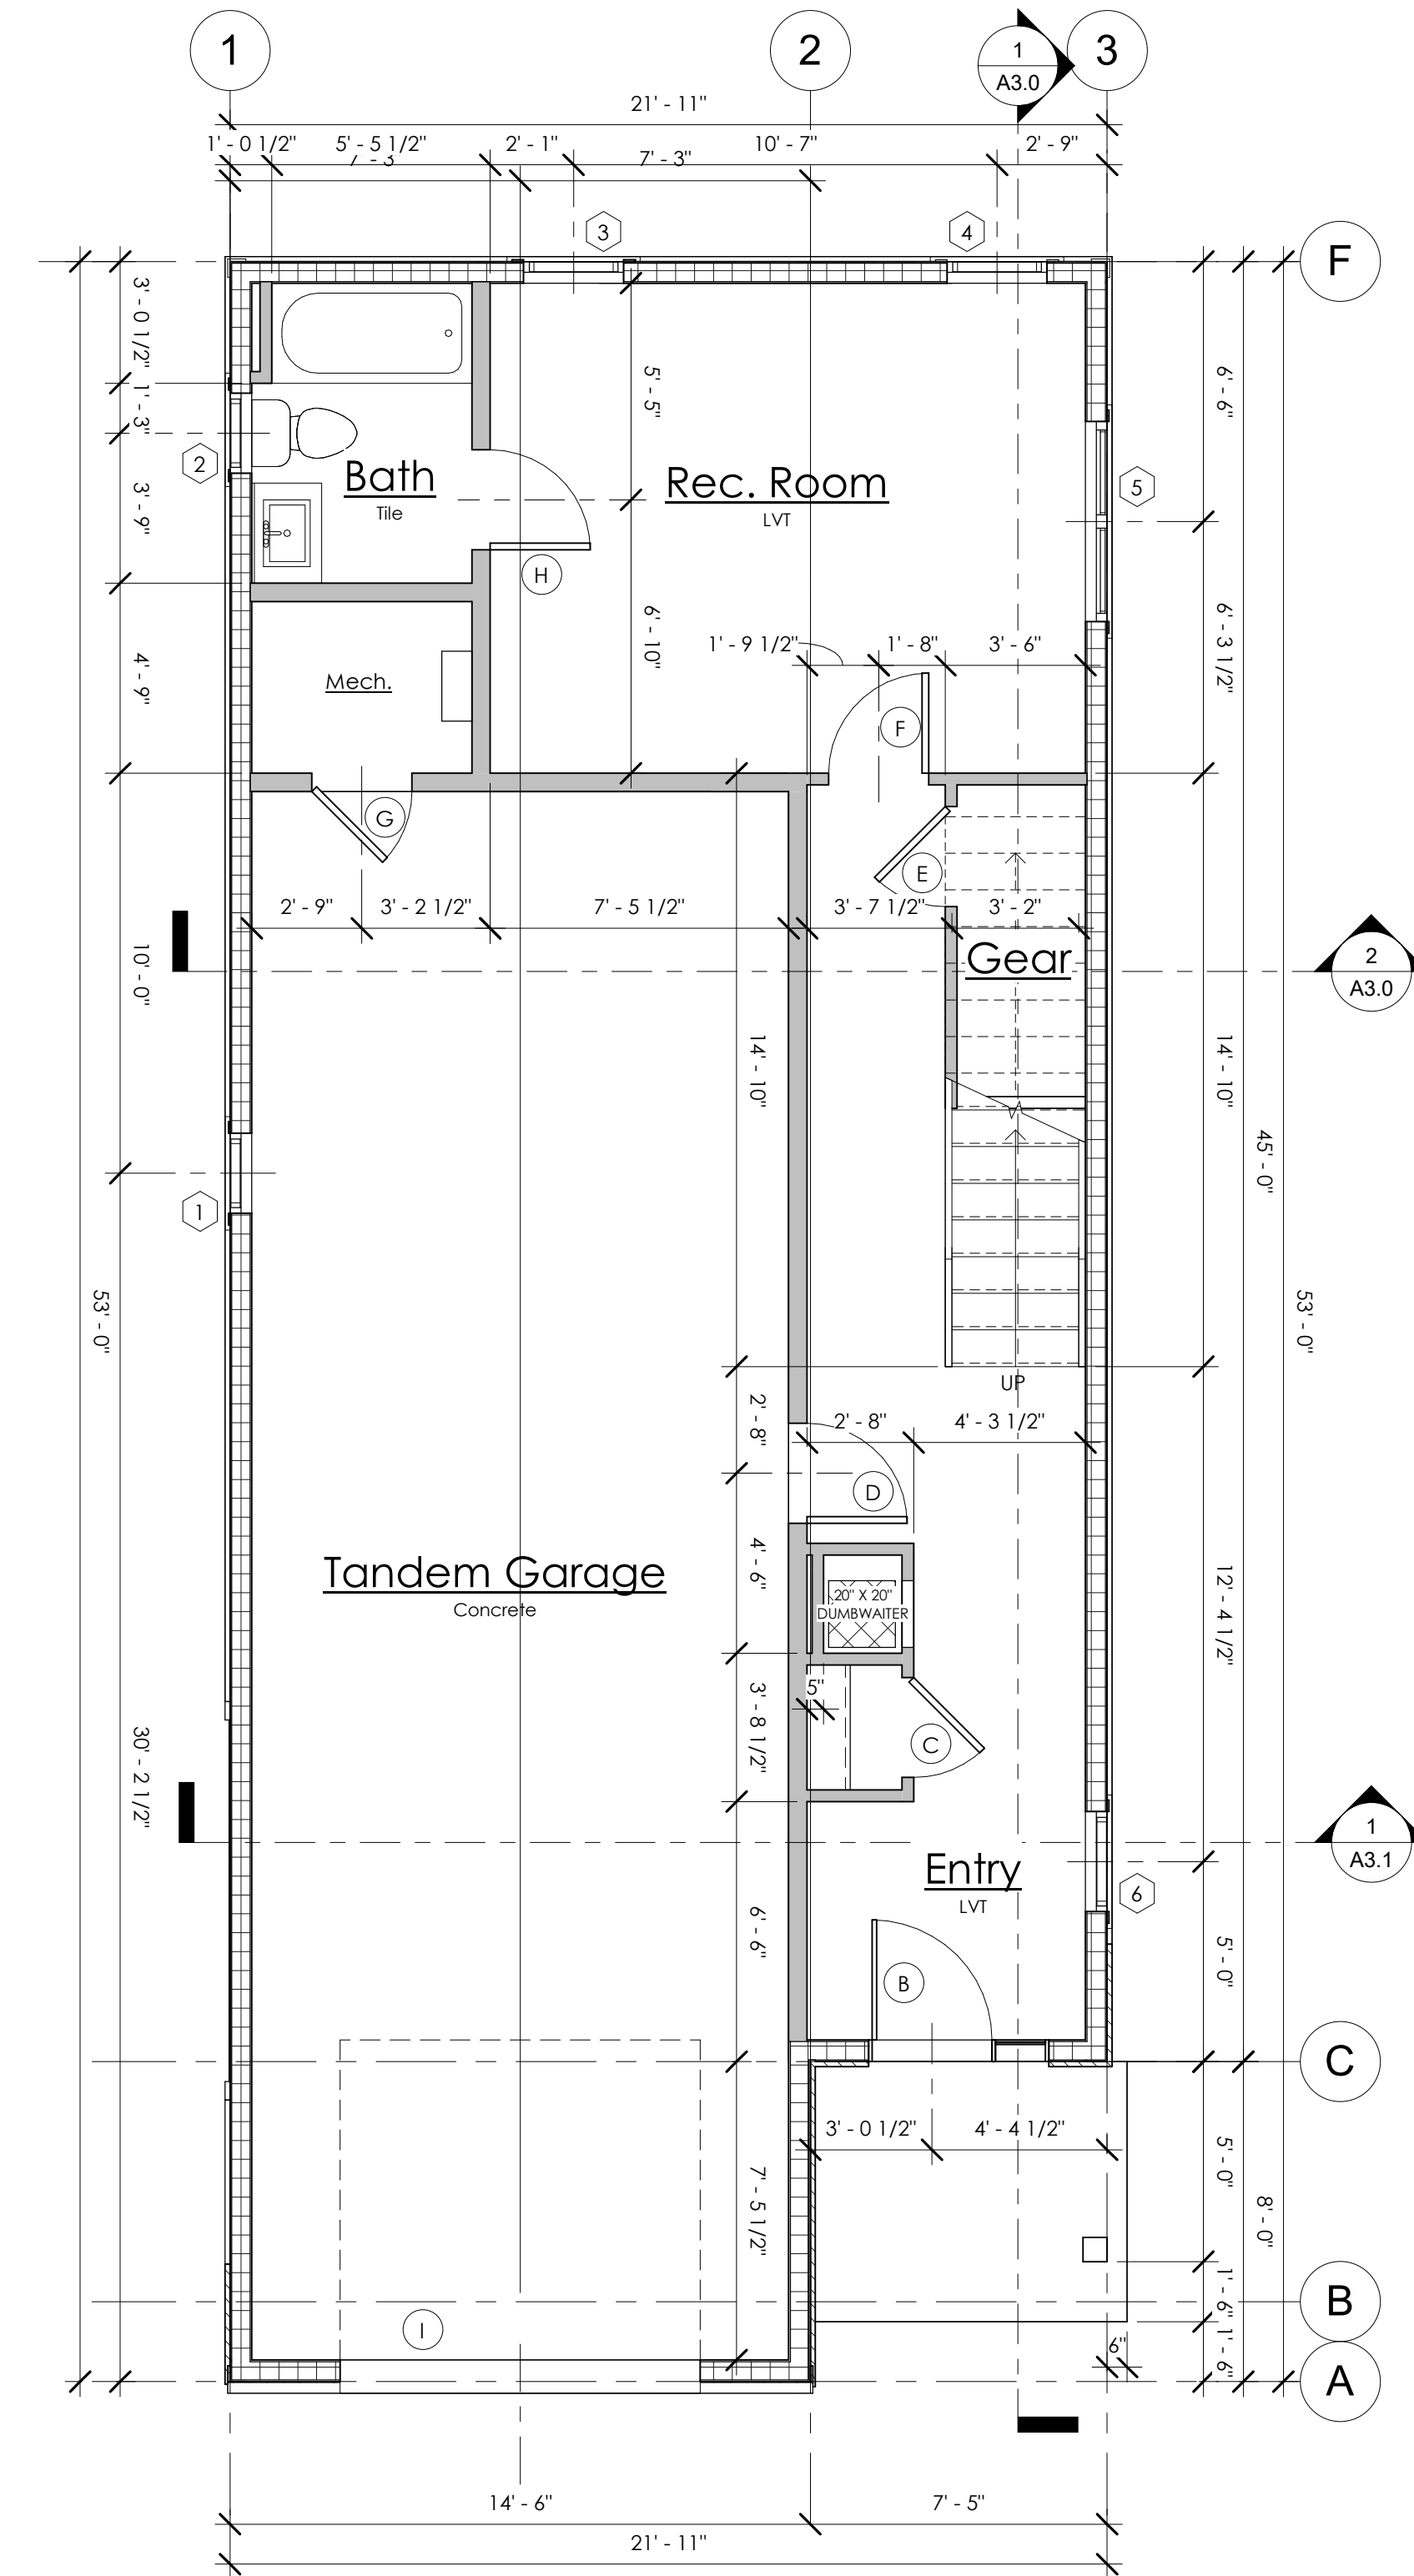 1
2
1
A3.0
3
21' - 11"
1' - 0 1/2"
5' - 5 1/2"
2' - 1"
10' - 7"
2' - 9"
7' - 3"
7' - 3"
3
4
F
3' - 0 1/2"
1' - 3"
3' - 9"
4' - 9"
10' - 0"
30' - 2 1/2"
53' - 0"
2
1
Bath
Tile
H
5' - 5"
6' - 10"
Rec. Room
LVT
5
6' - 6"
6' - 3 1/2"
1' - 9 1/2"
1' - 8"
3' - 6"
Mech.
F
G
E
2' - 9"
3' - 2 1/2"
7' - 5 1/2"
3' - 7 1/2"
3' - 2"
Gear
2
A3.0
14' - 10"
14' - 10"
45' - 0"
53' - 0"
UP
2' - 8"
2' - 8"
4' - 3 1/2"
D
4' - 6"
Tandem Garage
Concrete
20" X 20"
DUMBWAITER
12' - 4 1/2"
5"
3' - 8 1/2"
C
1
A3.1
Entry
LVT
6
6' - 6"
B
5' - 0"
C
3' - 0 1/2"
4' - 4 1/2"
7' - 5 1/2"
5' - 0"
8' - 0"
1' - 6"
B
I
6"
1' - 6"
A
14' - 6"
7' - 5"
21' - 11"